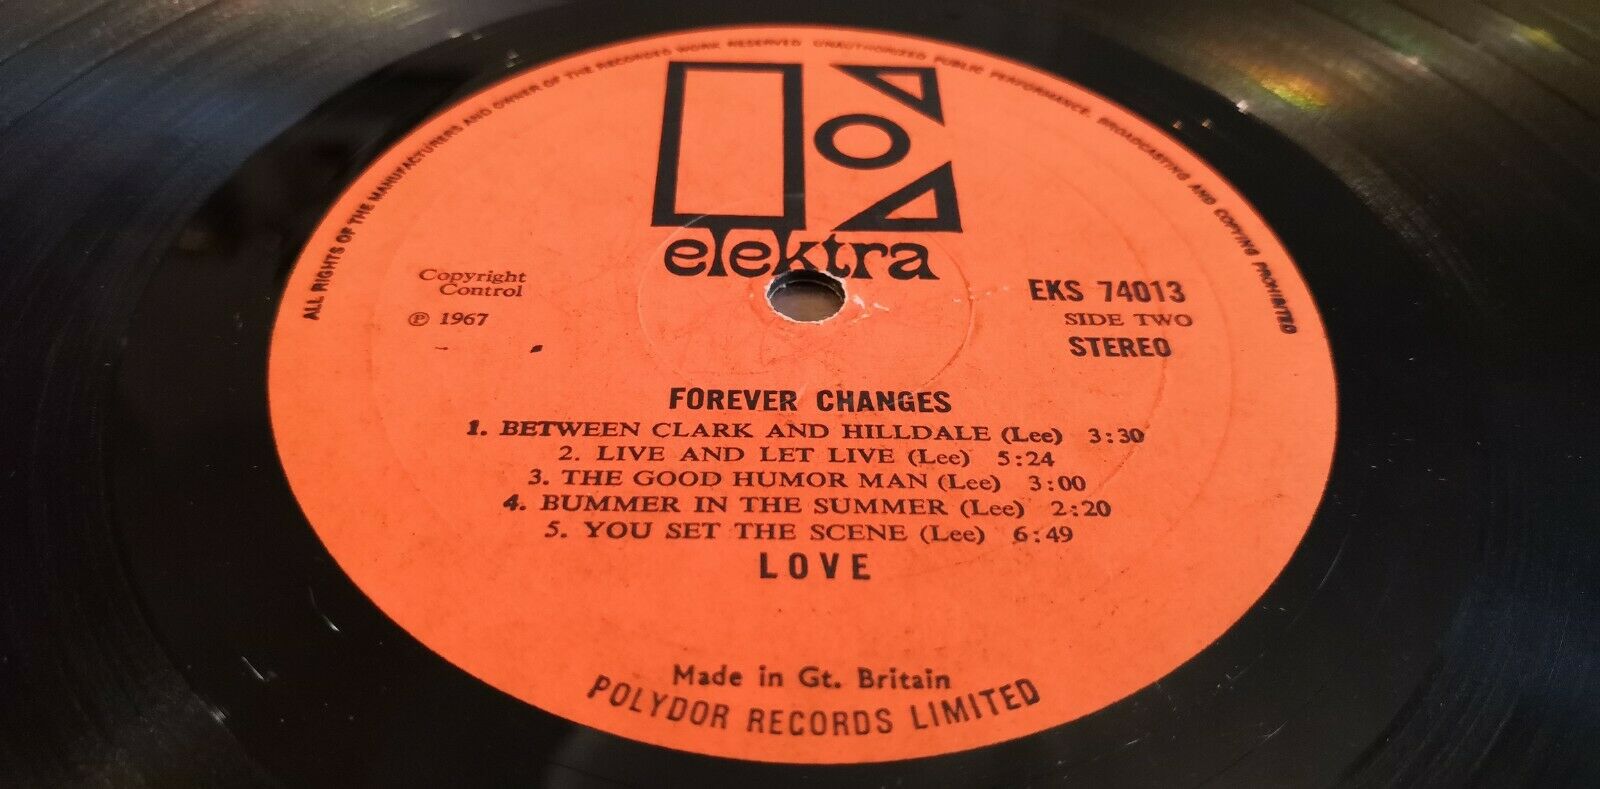 ALL RIGHTS OF THE MANUFACTURERS AND OWNER OF THE RECORDED WORK RESERVED UNAUTHORIZED PUBLIC PERFORMANCE, BROADCASTING AND COPYING PROHIBITED
elektra
Copyright
Control
℗ 1967
EKS 74013
SIDE TWO
STEREO
FOREVER CHANGES
1. BETWEEN CLARK AND HILLDALE (Lee) 3:30
2. LIVE AND LET LIVE (Lee) 5:24
3. THE GOOD HUMOR MAN (Lee) 3:00
4. BUMMER IN THE SUMMER (Lee) 2:20
5. YOU SET THE SCENE (Lee) 6:49
LOVE
Made in Gt. Britain
POLYDOR RECORDS LIMITED